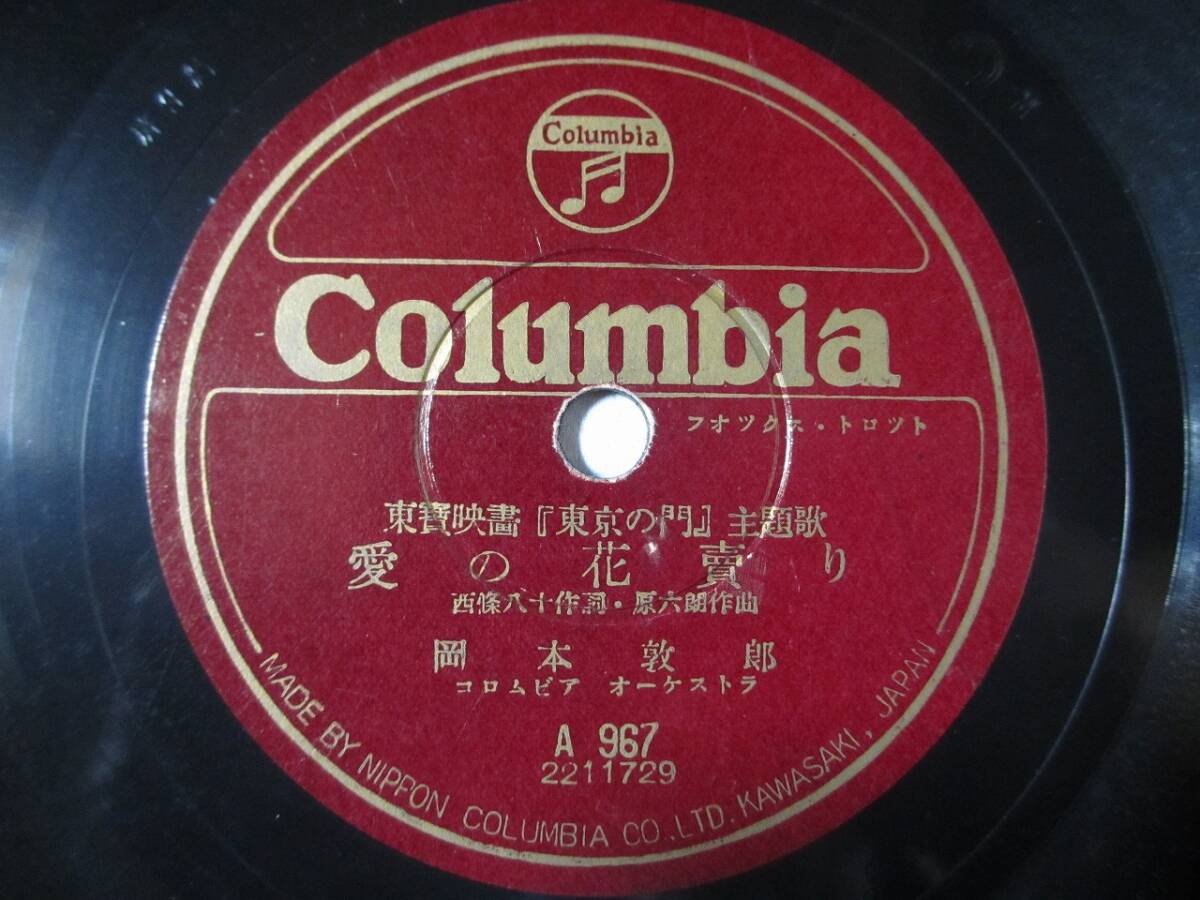 Columbia
Columbia
フオツクス・トロツト
東寶映畫『東京の門』主題歌
愛の花賣り
西條八十作詞・原六朗作曲
岡本敦郎
コロムビア オーケストラ
A 967
2211729
MADE BY NIPPON COLUMBIA CO., LTD. KAWASAKI, JAPAN